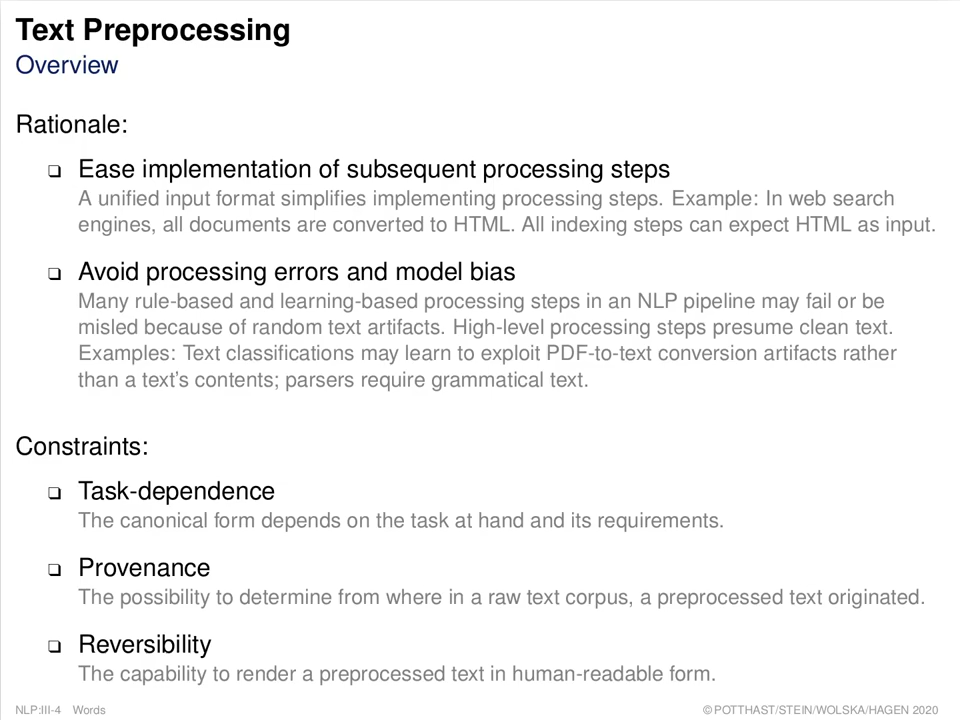 Text Preprocessing
Overview
Rationale:
❑ Ease implementation of subsequent processing steps
A unified input format simplifies implementing processing steps. Example: In web search
engines, all documents are converted to HTML. All indexing steps can expect HTML as input.
❑ Avoid processing errors and model bias
Many rule-based and learning-based processing steps in an NLP pipeline may fail or be
misled because of random text artifacts. High-level processing steps presume clean text.
Examples: Text classifications may learn to exploit PDF-to-text conversion artifacts rather
than a text's contents; parsers require grammatical text.
Constraints:
❑ Task-dependence
The canonical form depends on the task at hand and its requirements.
❑ Provenance
The possibility to determine from where in a raw text corpus, a preprocessed text originated.
❑ Reversibility
The capability to render a preprocessed text in human-readable form.
NLP:III-4 Words ©POTTHAST/STEIN/WOLSKA/HAGEN 2020